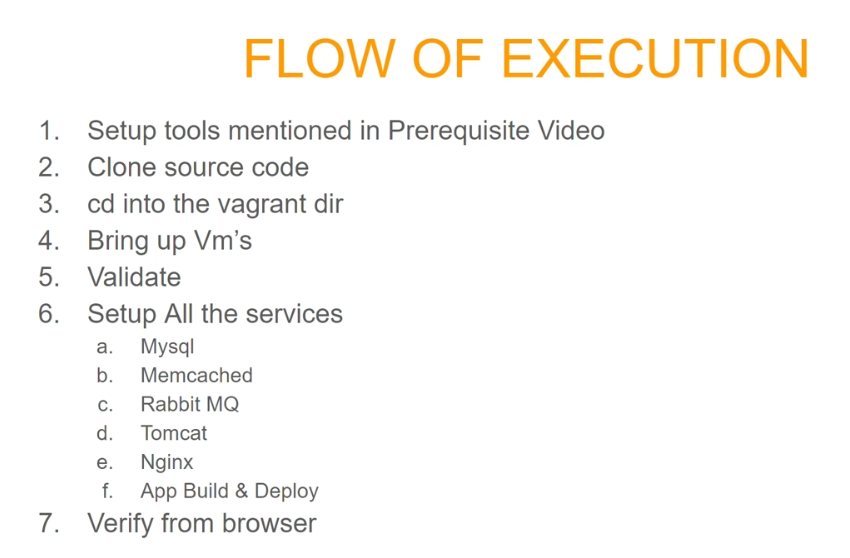 FLOW OF EXECUTION
1. Setup tools mentioned in Prerequisite Video
2. Clone source code
3. cd into the vagrant dir
4. Bring up Vm’s
5. Validate
6. Setup All the services
a. Mysql
b. Memcached
c. Rabbit MQ
d. Tomcat
e. Nginx
f. App Build & Deploy
7. Verify from browser